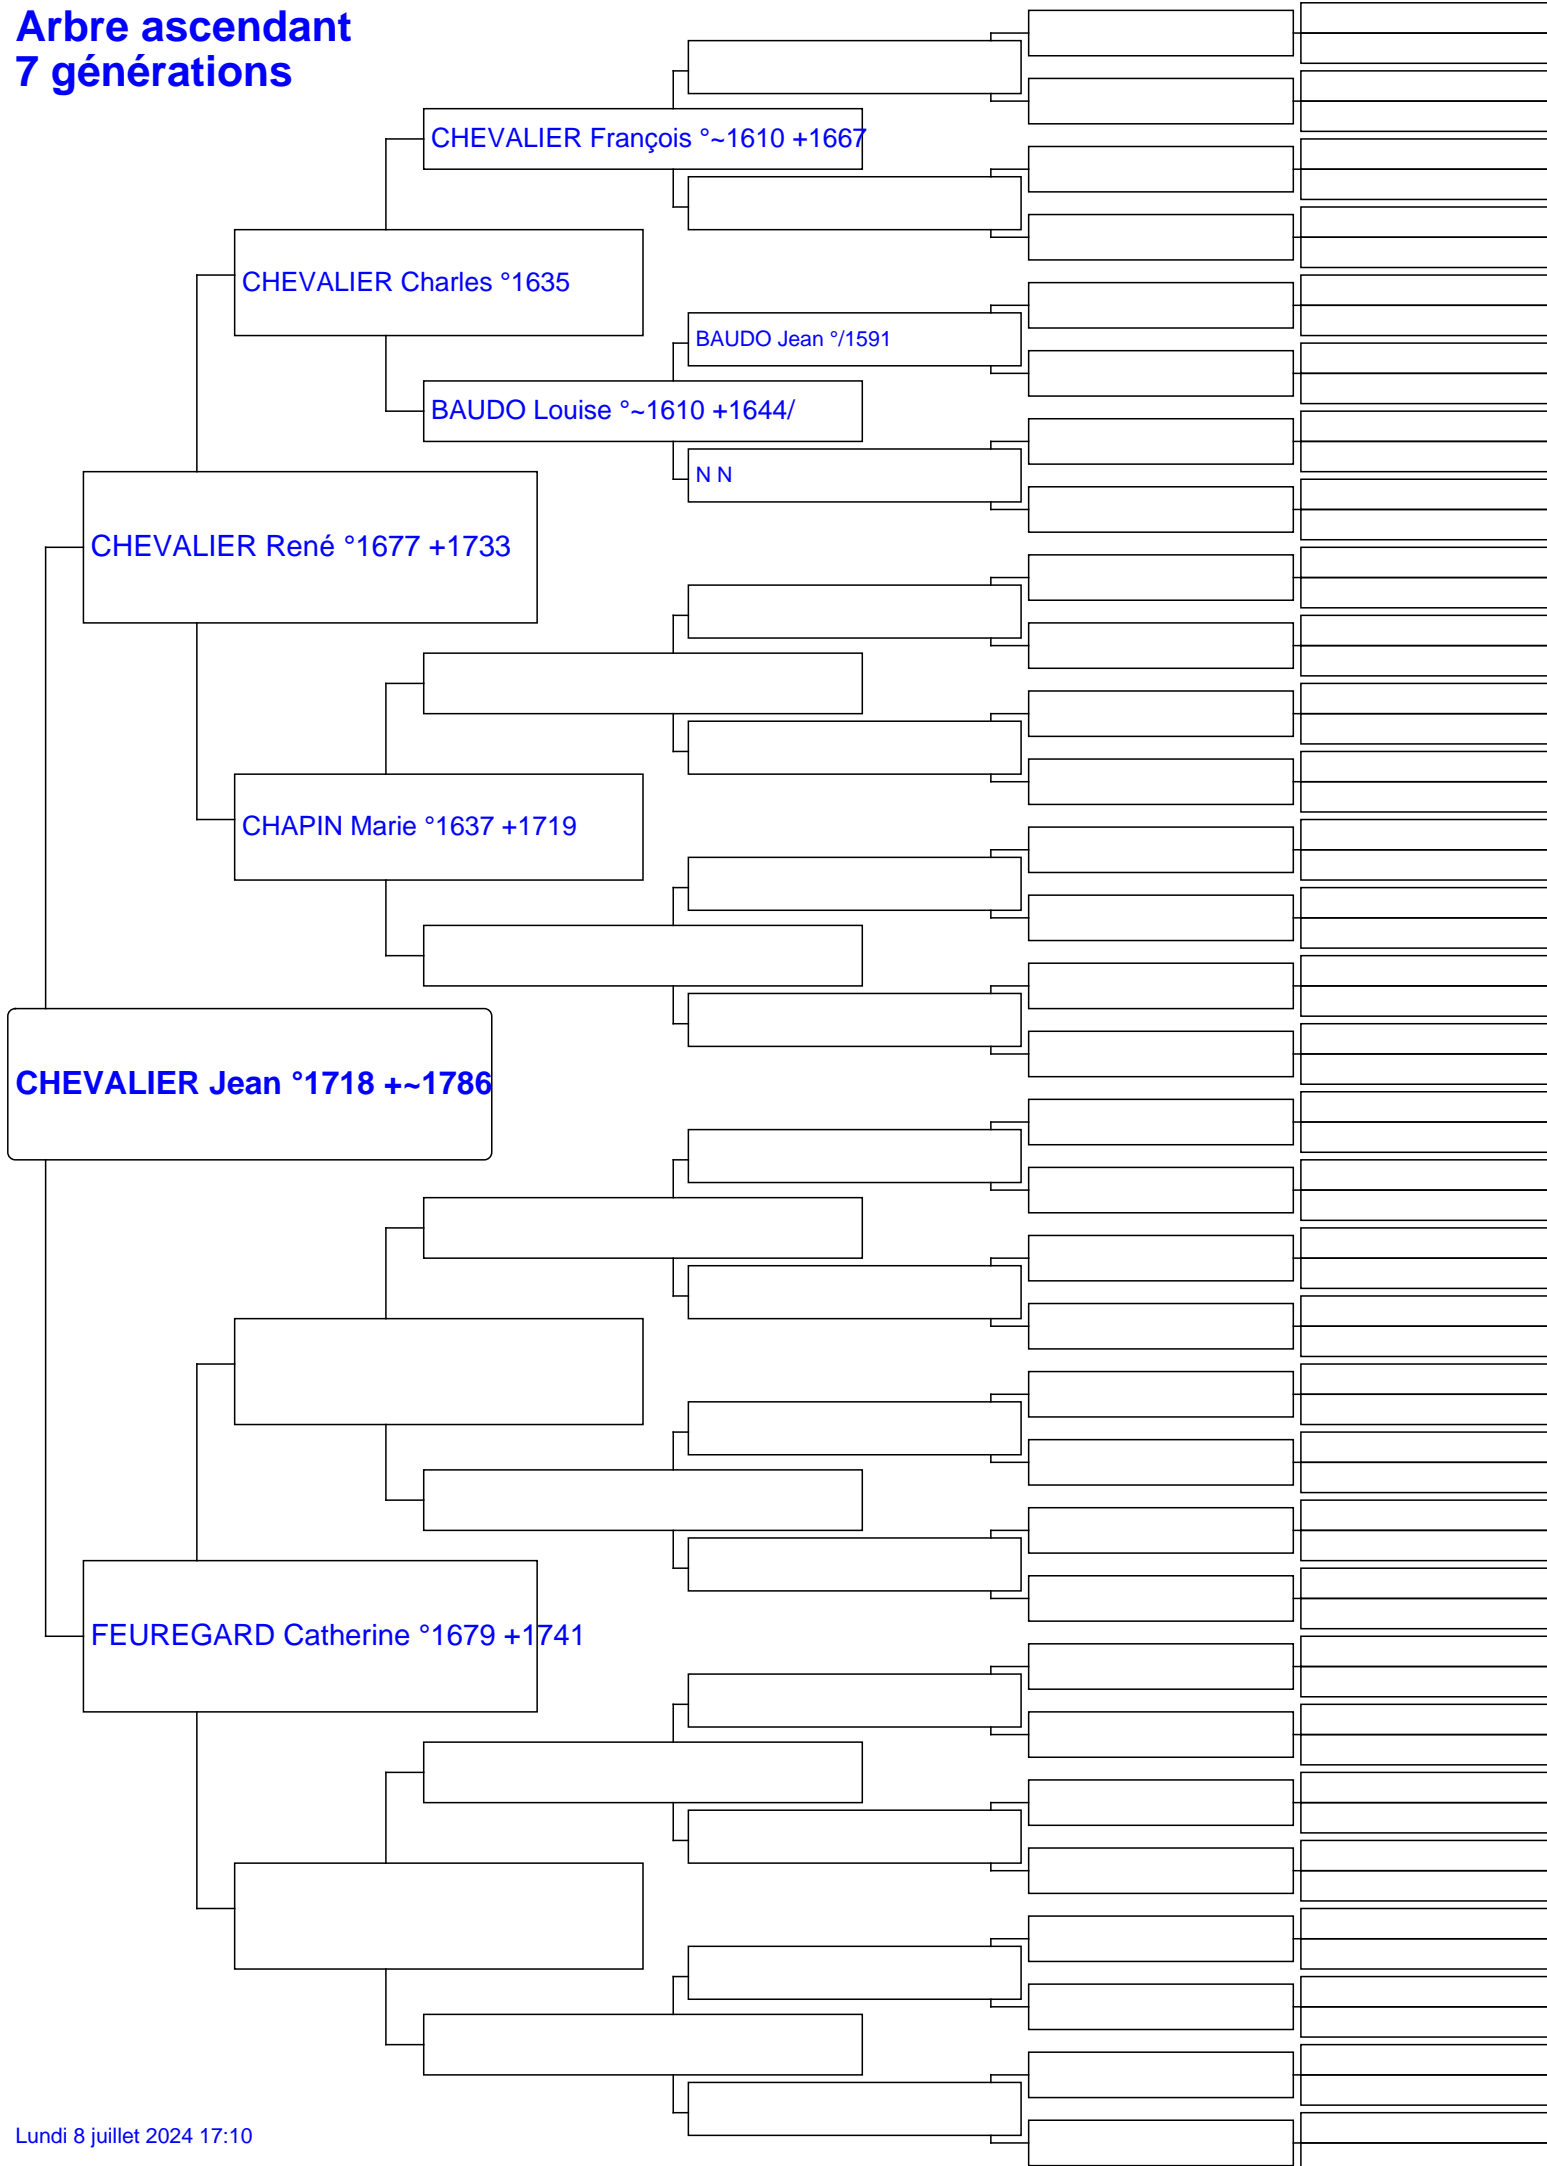 Arbre ascendant
7 générations
CHEVALIER François °~1610 +1667
CHEVALIER Charles °1635
BAUDO Jean °/1591
BAUDO Louise °~1610 +1644/
N N
CHEVALIER René °1677 +1733
CHAPIN Marie °1637 +1719
CHEVALIER Jean °1718 +~1786
FEUREGARD Catherine °1679 +1741
Lundi 8 juillet 2024 17:10